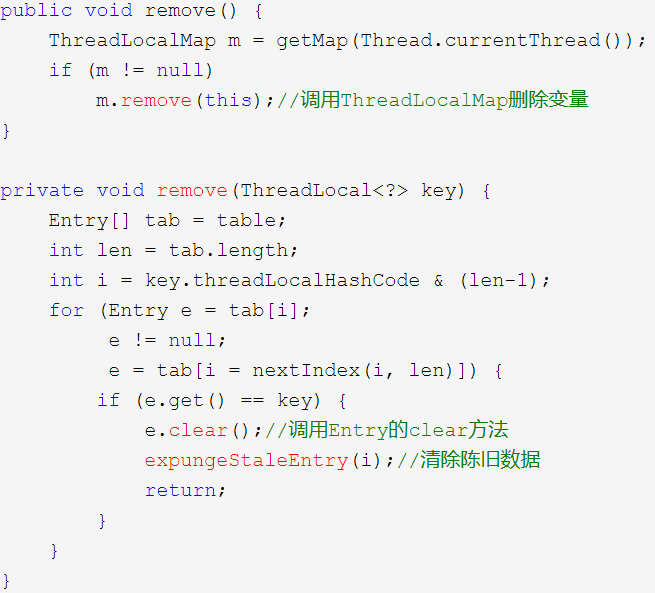 public void remove() {
    ThreadLocalMap m = getMap(Thread.currentThread());
    if (m != null)
        m.remove(this);//调用ThreadLocalMap删除变量
}

private void remove(ThreadLocal<?> key) {
    Entry[] tab = table;
    int len = tab.length;
    int i = key.threadLocalHashCode & (len-1);
    for (Entry e = tab[i];
         e != null;
         e = tab[i = nextIndex(i, len)]) {
        if (e.get() == key) {
            e.clear();//调用Entry的clear方法
            expungeStaleEntry(i);//清除陈旧数据
            return;
        }
    }
}